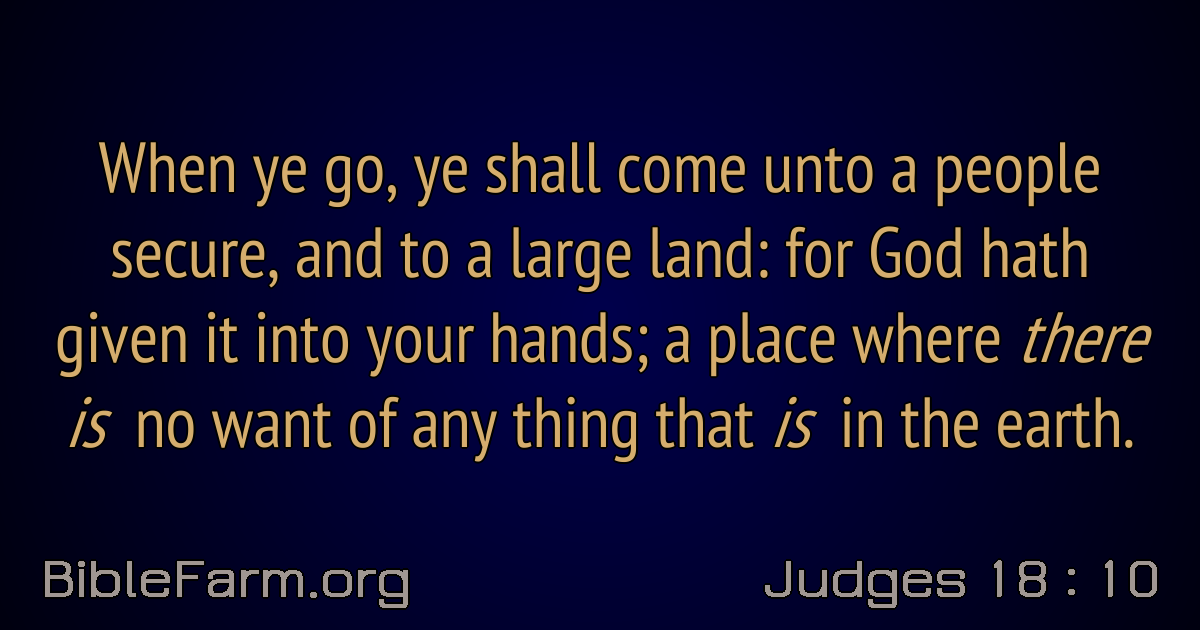 When ye go, ye shall come unto a people
secure, and to a large land: for God hath
given it into your hands; a place where there
is no want of any thing that is in the earth.
BibleFarm.org
Judges 18 : 10